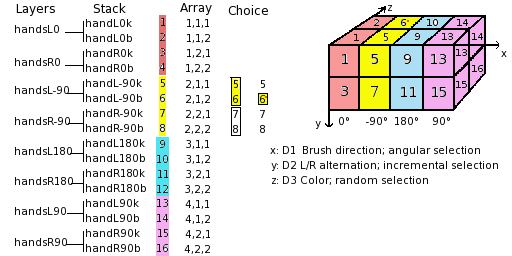 Layers Stack Array Choice
handsL0 handL0k 1 1,1,1
handL0b 2 1,1,2
handsR0 handR0k 3 1,2,1
handR0b 4 1,2,2
handsL-90 handL-90k 5 2,1,1 5 5
handL-90b 6 2,1,2 6 6
handsR-90 handR-90k 7 2,2,1 7 7
handR-90b 8 2,2,2 8 8
handsL180 handL180k 9 3,1,1
handL180b 10 3,1,2
handsR180 handR180k 11 3,2,1
handR180b 12 3,2,2
handsL90 handL90k 13 4,1,1
handL90b 14 4,1,2
handsR90 handR90k 15 4,2,1
handR90b 16 4,2,2
z
2 6 10 14
1 5 9 13 14
x
1 5 9 13 13 16
3 7 11 15 15
y 0° -90° 180° 90°
x: D1 Brush direction; angular selection
y: D2 L/R alternation; incremental selection
z: D3 Color; random selection